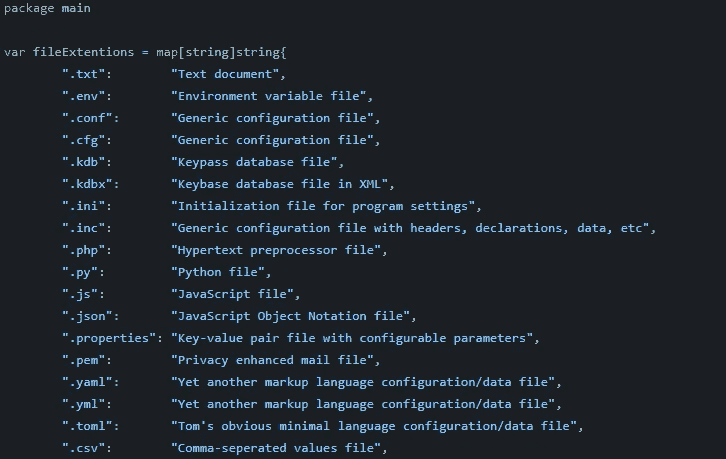 package main
var fileExtentions = map[string]string{
".txt": "Text document",
".env": "Environment variable file",
".conf": "Generic configuration file",
".cfg": "Generic configuration file",
".kdb": "Keypass database file",
".kdbx": "Keybase database file in XML",
".ini": "Initialization file for program settings",
".inc": "Generic configuration file with headers, declarations, data, etc",
".php": "Hypertext preprocessor file",
".py": "Python file",
".js": "JavaScript file",
".json": "JavaScript Object Notation file",
".properties": "Key-value pair file with configurable parameters",
".pem": "Privacy enhanced mail file",
".yaml": "Yet another markup language configuration/data file",
".yml": "Yet another markup language configuration/data file",
".toml": "Tom's obvious minimal language configuration/data file",
".csv": "Comma-seperated values file",